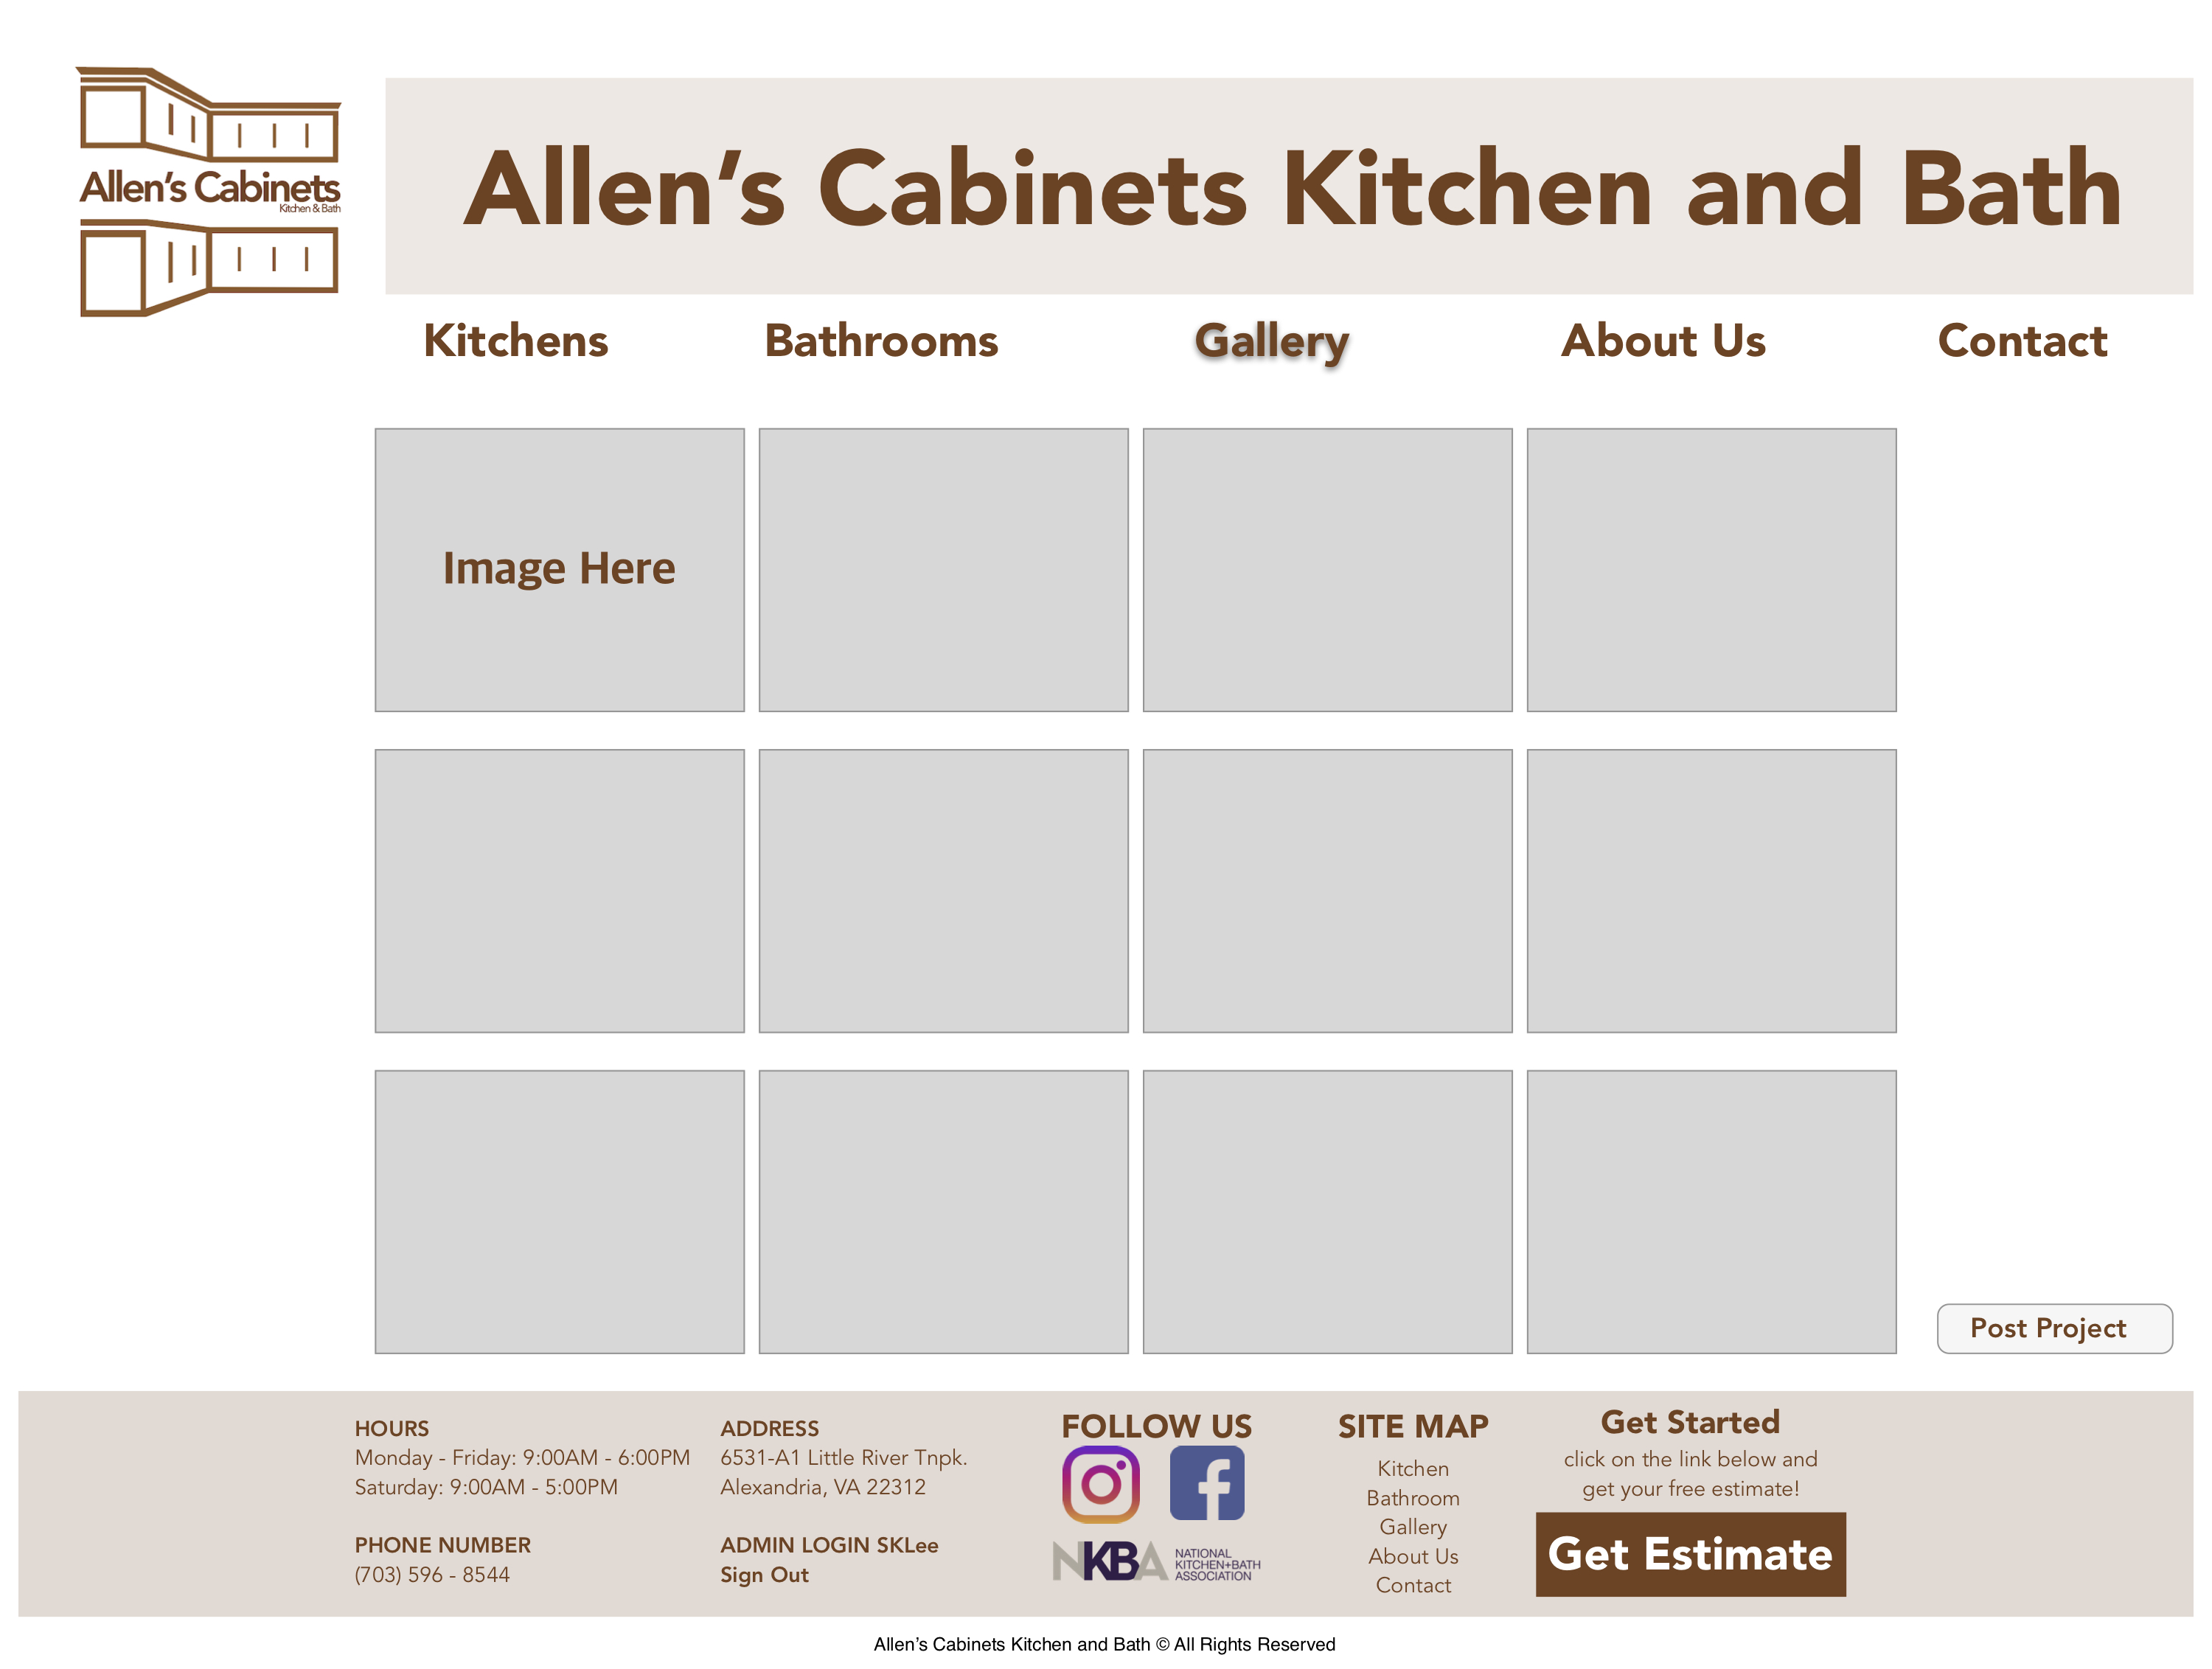 Allen's Cabinets
Kitchen & Bath
Allen's Cabinets Kitchen and Bath
Kitchens
Bathrooms
Gallery
About Us
Contact
Image Here
Post Project
HOURS
Monday - Friday: 9:00AM - 6:00PM
Saturday: 9:00AM - 5:00PM
PHONE NUMBER
(703) 596 - 8544
ADDRESS
6531-A1 Little River Tnpk.
Alexandria, VA 22312
ADMIN LOGIN SKLee
Sign Out
FOLLOW US
NKBA
NATIONAL
KITCHEN+BATH
ASSOCIATION
SITE MAP
Kitchen
Bathroom
Gallery
About Us
Contact
Get Started
click on the link below and
get your free estimate!
Get Estimate
Allen's Cabinets Kitchen and Bath © All Rights Reserved